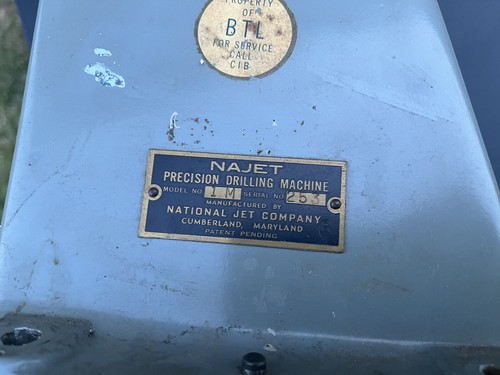 PROPERTY
OF
BTL
FOR SERVICE
CALL
CIB
NAJET
PRECISION DRILLING MACHINE
MODEL NO 1M SERIAL NO 253
MANUFACTURED BY
NATIONAL JET COMPANY
CUMBERLAND, MARYLAND
PATENT PENDING